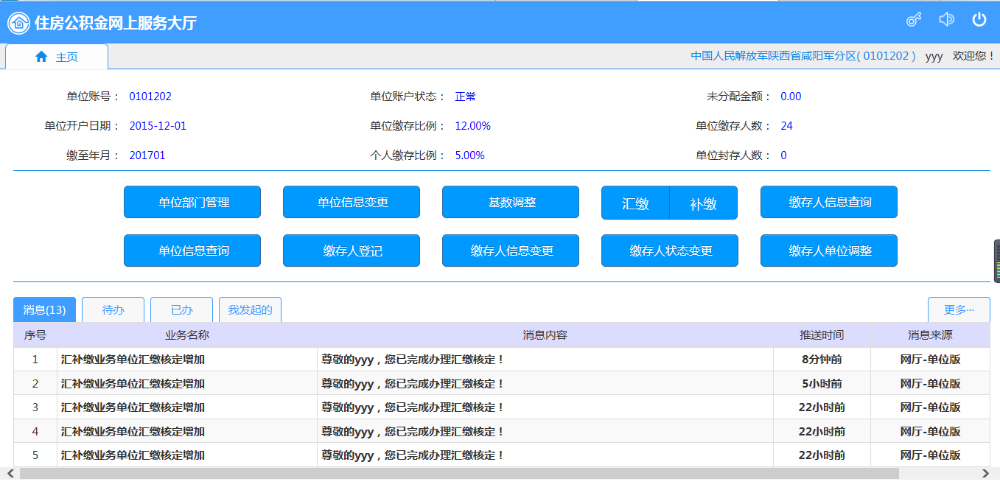 住房公积金网上服务大厅
主页 中国人民解放军陕西省咸阳军分区( 0101202 ) yyy 欢迎您！
单位账号： 0101202 单位账户状态： 正常 未分配金额： 0.00
单位开户日期： 2015-12-01 单位缴存比例： 12.00% 单位缴存人数： 24
缴至年月： 201701 个人缴存比例： 5.00% 单位封存人数： 0
单位部门管理 单位信息变更 基数调整 汇缴 补缴 缴存人信息查询
单位信息查询 缴存人登记 缴存人信息变更 缴存人状态变更 缴存人单位调整
消息(13) 待办 已办 我发起的 更多···
序号 业务名称 消息内容 推送时间 消息来源
1 汇补缴业务单位汇缴核定增加 尊敬的yyy，您已完成办理汇缴核定！ 8分钟前 网厅-单位版
2 汇补缴业务单位汇缴核定增加 尊敬的yyy，您已完成办理汇缴核定！ 5小时前 网厅-单位版
3 汇补缴业务单位汇缴核定增加 尊敬的yyy，您已完成办理汇缴核定！ 22小时前 网厅-单位版
4 汇补缴业务单位汇缴核定增加 尊敬的yyy，您已完成办理汇缴核定！ 22小时前 网厅-单位版
5 汇补缴业务单位汇缴核定增加 尊敬的yyy，您已完成办理汇缴核定！ 22小时前 网厅-单位版